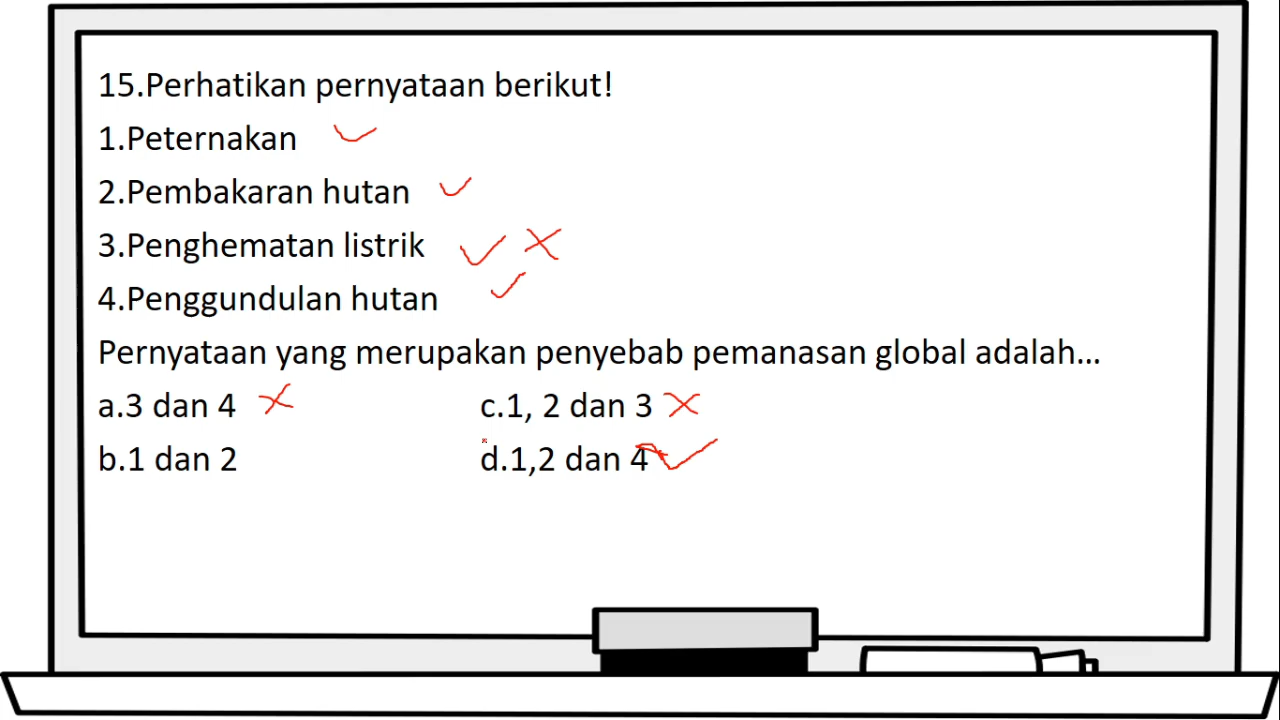 15.Perhatikan pernyataan berikut!
1.Peternakan
2.Pembakaran hutan
3.Penghematan listrik
4.Penggundulan hutan
Pernyataan yang merupakan penyebab pemanasan global adalah...
a.3 dan 4 c.1, 2 dan 3
b.1 dan 2 d.1,2 dan 4